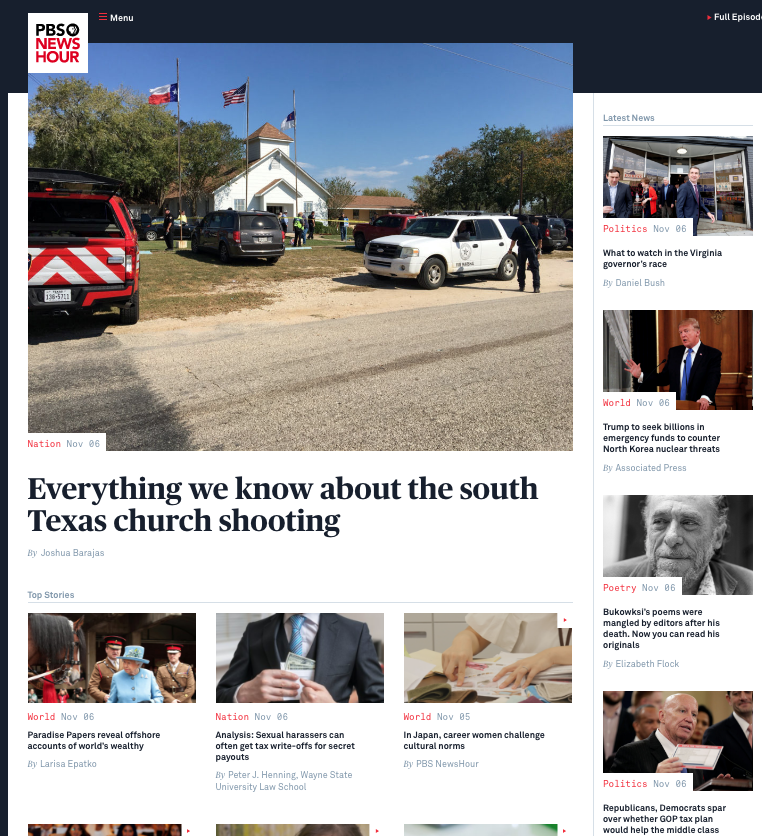 PBS
NEWS
HOUR
Menu
Full Episode
Nation Nov 06
Everything we know about the south
Texas church shooting
By Joshua Barajas
Top Stories
World Nov 06
Paradise Papers reveal offshore
accounts of world's wealthy
By Larisa Epatko
Nation Nov 06
Analysis: Sexual harassers can
often get tax write-offs for secret
payouts
By Peter J. Henning, Wayne State
University Law School
World Nov 05
In Japan, career women challenge
cultural norms
By PBS NewsHour
Latest News
Politics Nov 06
What to watch in the Virginia
governor's race
By Daniel Bush
World Nov 06
Trump to seek billions in
emergency funds to counter
North Korea nuclear threats
By Associated Press
Poetry Nov 06
Bukowksi's poems were
mangled by editors after his
death. Now you can read his
originals
By Elizabeth Flock
Politics Nov 06
Republicans, Democrats spar
over whether GOP tax plan
would help the middle class